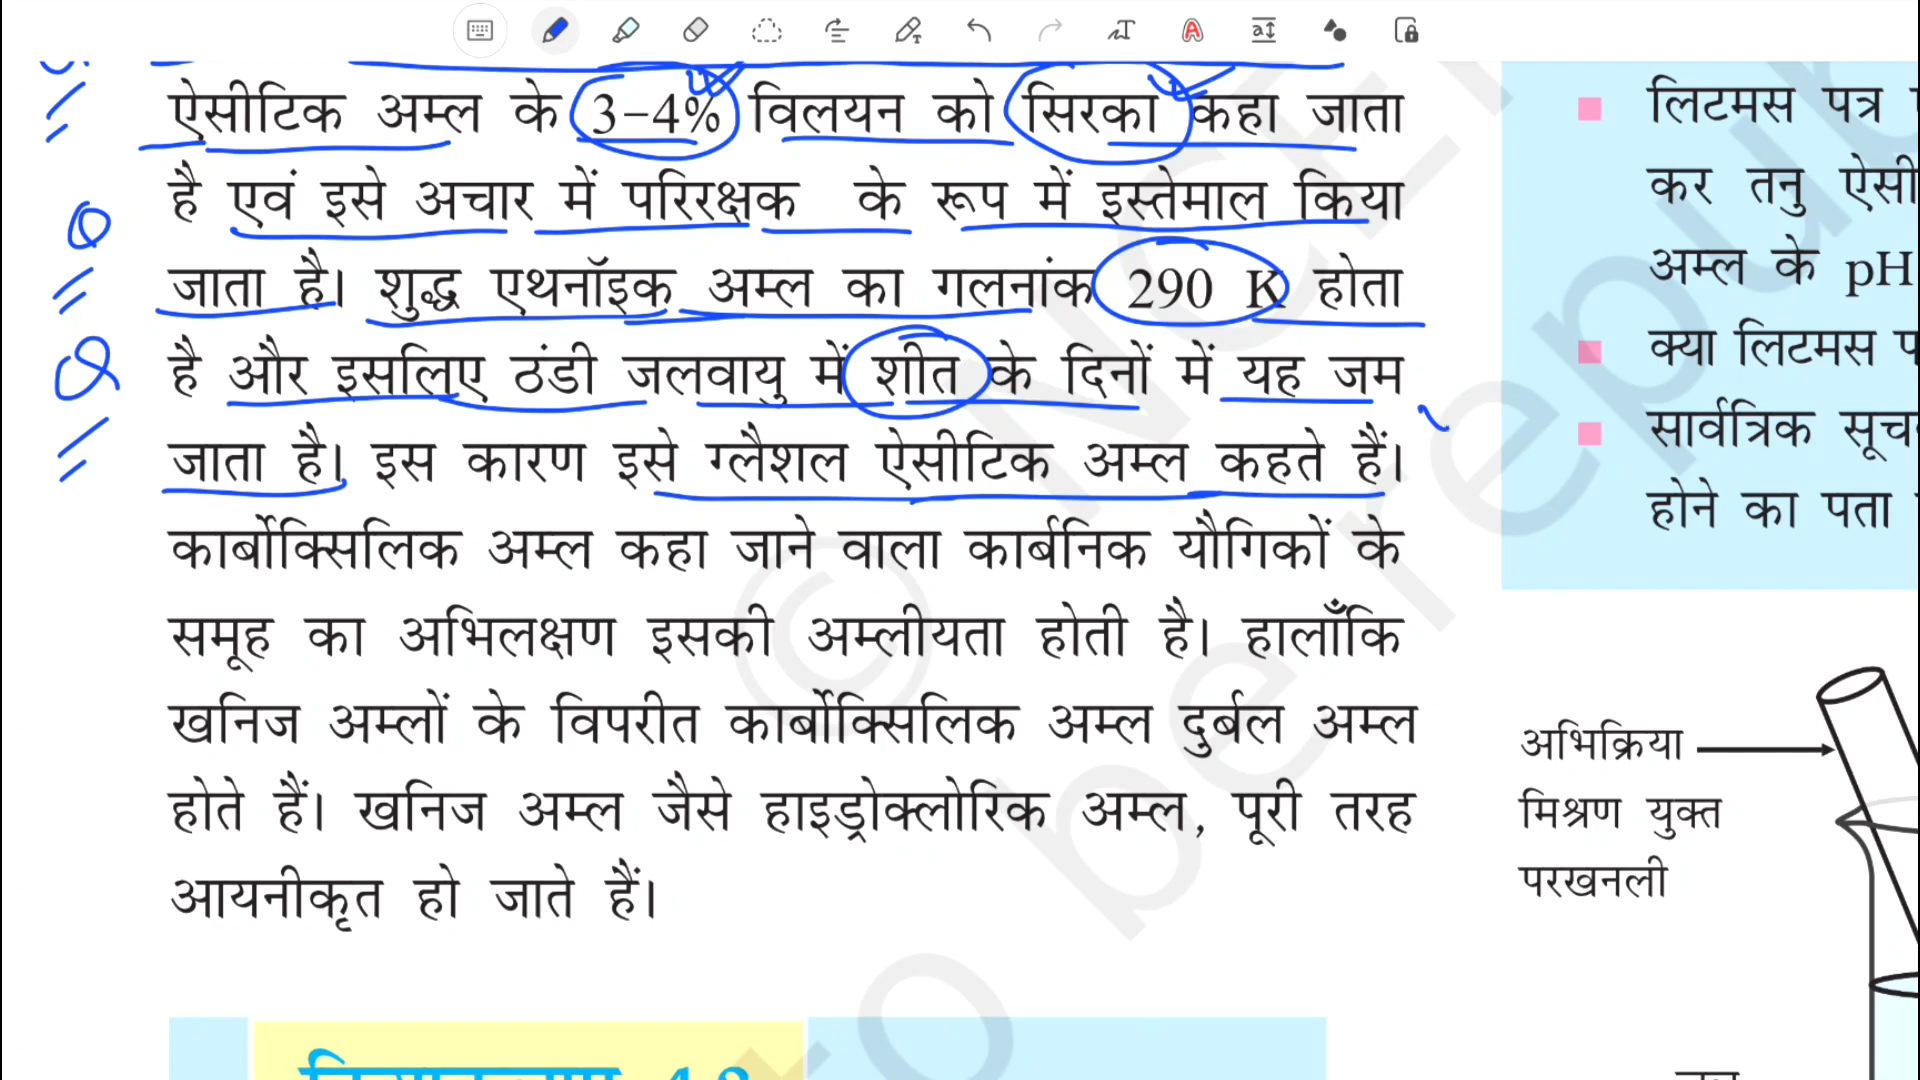 ऐसीटिक अम्ल के 3–4% विलयन को सिरका कहा जाता
है एवं इसे अचार में परिरक्षक के रूप में इस्तेमाल किया
जाता है। शुद्ध एथनॉइक अम्ल का गलनांक 290 K होता
है और इसलिए ठंडी जलवायु में शीत के दिनों में यह जम
जाता है। इस कारण इसे ग्लैशल ऐसीटिक अम्ल कहते हैं।
कार्बोक्सिलिक अम्ल कहा जाने वाला कार्बनिक यौगिकों के
समूह का अभिलक्षण इसकी अम्लीयता होती है। हालाँकि
खनिज अम्लों के विपरीत कार्बोक्सिलिक अम्ल दुर्बल अम्ल
होते हैं। खनिज अम्ल जैसे हाइड्रोक्लोरिक अम्ल, पूरी तरह
आयनीकृत हो जाते हैं।
लिटमस पत्र
कर तनु
अम्ल के pH
क्या लिटमस
सार्वत्रिक
होने का पता
अभिक्रिया
मिश्रण युक्त
परखनली